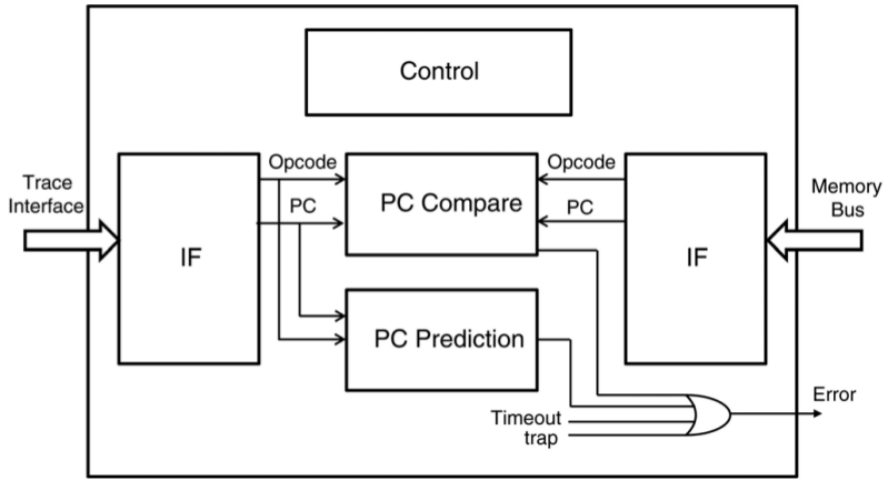 Control
Trace
Interface
IF
Opcode
PC
PC Compare
Opcode
PC
IF
Memory
Bus
PC Prediction
Timeout
trap
Error